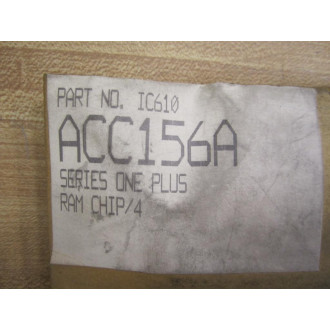 PART NO. IC610
ACC156A
SERIES ONE PLUS
RAM CHIP/4